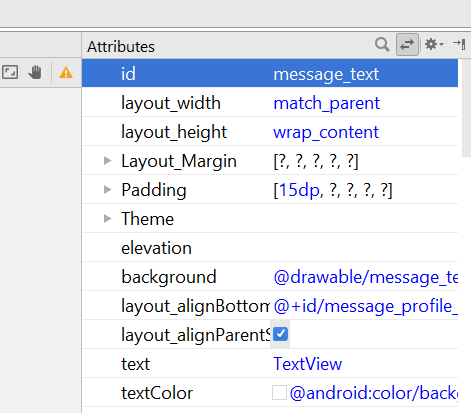 Attributes
id message_text
layout_width match_parent
layout_height wrap_content
Layout_Margin [?, ?, ?, ?, ?]
Padding [15dp, ?, ?, ?, ?]
Theme
elevation
background @drawable/message_te
layout_alignBottom @+id/message_profile_
layout_alignParentS
text TextView
textColor @android:color/back